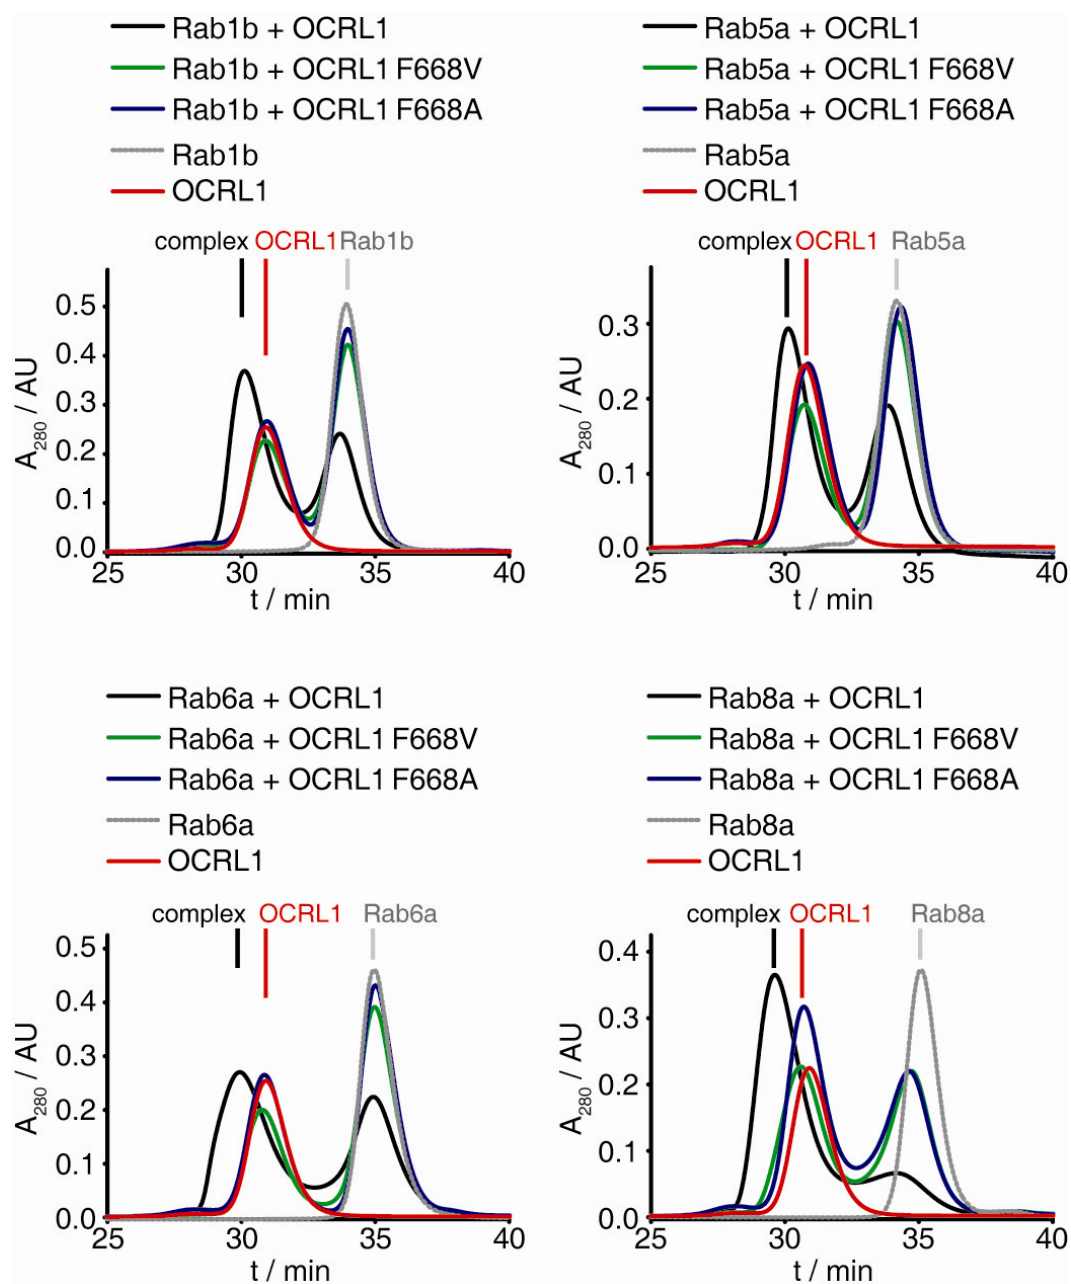 Rab1b + OCRL1
Rab1b + OCRL1 F668V
Rab1b + OCRL1 F668A
Rab1b
OCRL1
complex OCRL1 Rab1b
0.5
0.4
0.3
0.2
0.1
0.0
A280 / AU
25 30 35 40
t / min
Rab5a + OCRL1
Rab5a + OCRL1 F668V
Rab5a + OCRL1 F668A
Rab5a
OCRL1
complex OCRL1 Rab5a
0.3
0.2
0.1
0.0
A280 / AU
25 30 35 40
t / min
Rab6a + OCRL1
Rab6a + OCRL1 F668V
Rab6a + OCRL1 F668A
Rab6a
OCRL1
complex OCRL1 Rab6a
0.5
0.4
0.3
0.2
0.1
0.0
A280 / AU
25 30 35 40
t / min
Rab8a + OCRL1
Rab8a + OCRL1 F668V
Rab8a + OCRL1 F668A
Rab8a
OCRL1
complex OCRL1 Rab8a
0.4
0.3
0.2
0.1
0.0
A280 / AU
25 30 35 40
t / min